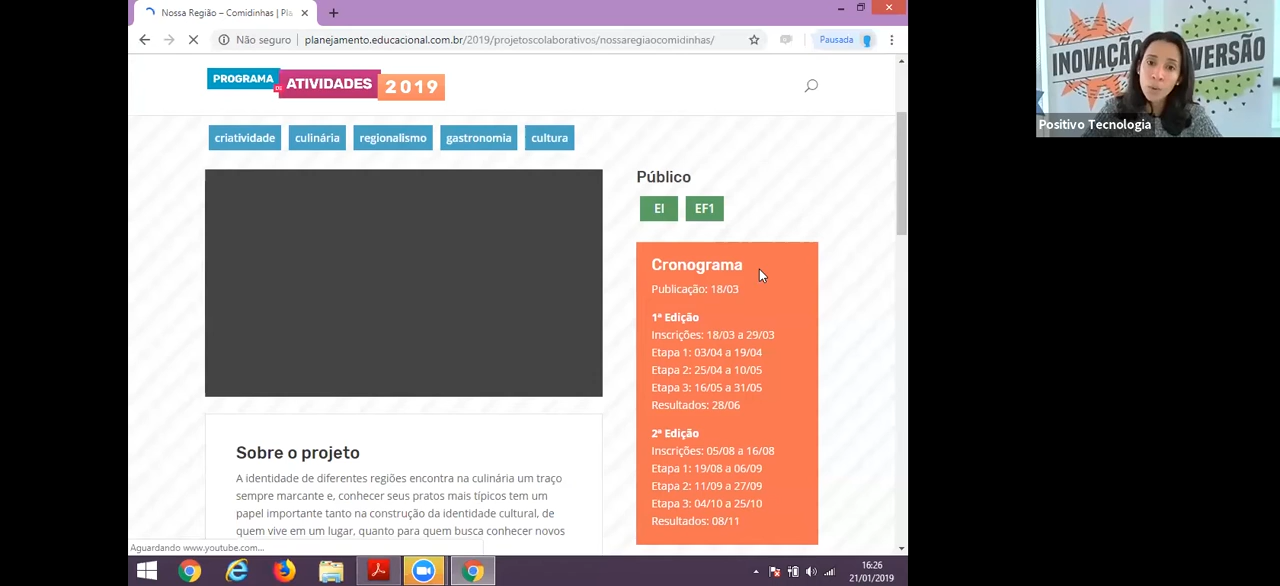 Nossa Região – Comidinhas | Pis
Não seguro
planejamento.educacional.com.br/2019/projetoscolaborativos/nossaregiaocomidinhas/
Pausada
PROGRAMA DE ATIVIDADES 2019
criatividade
culinária
regionalismo
gastronomia
cultura
Público
EI
EF1
Cronograma
Publicação: 18/03
1ª Edição
Inscrições: 18/03 a 29/03
Etapa 1: 03/04 a 19/04
Etapa 2: 25/04 a 10/05
Etapa 3: 16/05 a 31/05
Resultados: 28/06
2ª Edição
Inscrições: 05/08 a 16/08
Etapa 1: 19/08 a 06/09
Etapa 2: 11/09 a 27/09
Etapa 3: 04/10 a 25/10
Resultados: 08/11
Sobre o projeto
A identidade de diferentes regiões encontra na culinária um traço
sempre marcante e, conhecer seus pratos mais típicos tem um
papel importante tanto na construção da identidade cultural, de
quem vive em um lugar, quanto para quem busca conhecer novos
Aguardando www.youtube.com...
16:26
21/01/2019
INOVAÇÃO
VERSÃO
Positivo Tecnologia